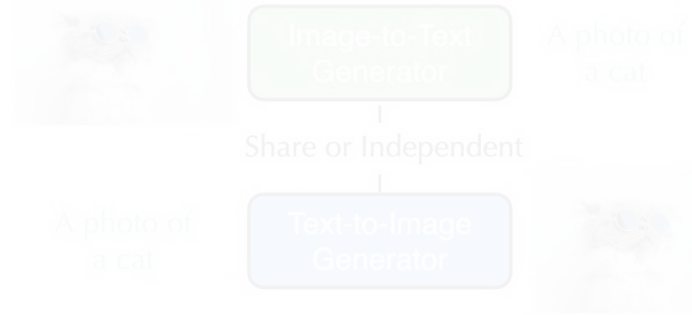 Image-to-Text
Generator
A photo of
a cat
Share or Independent
A photo of
a cat
Text-to-Image
Generator